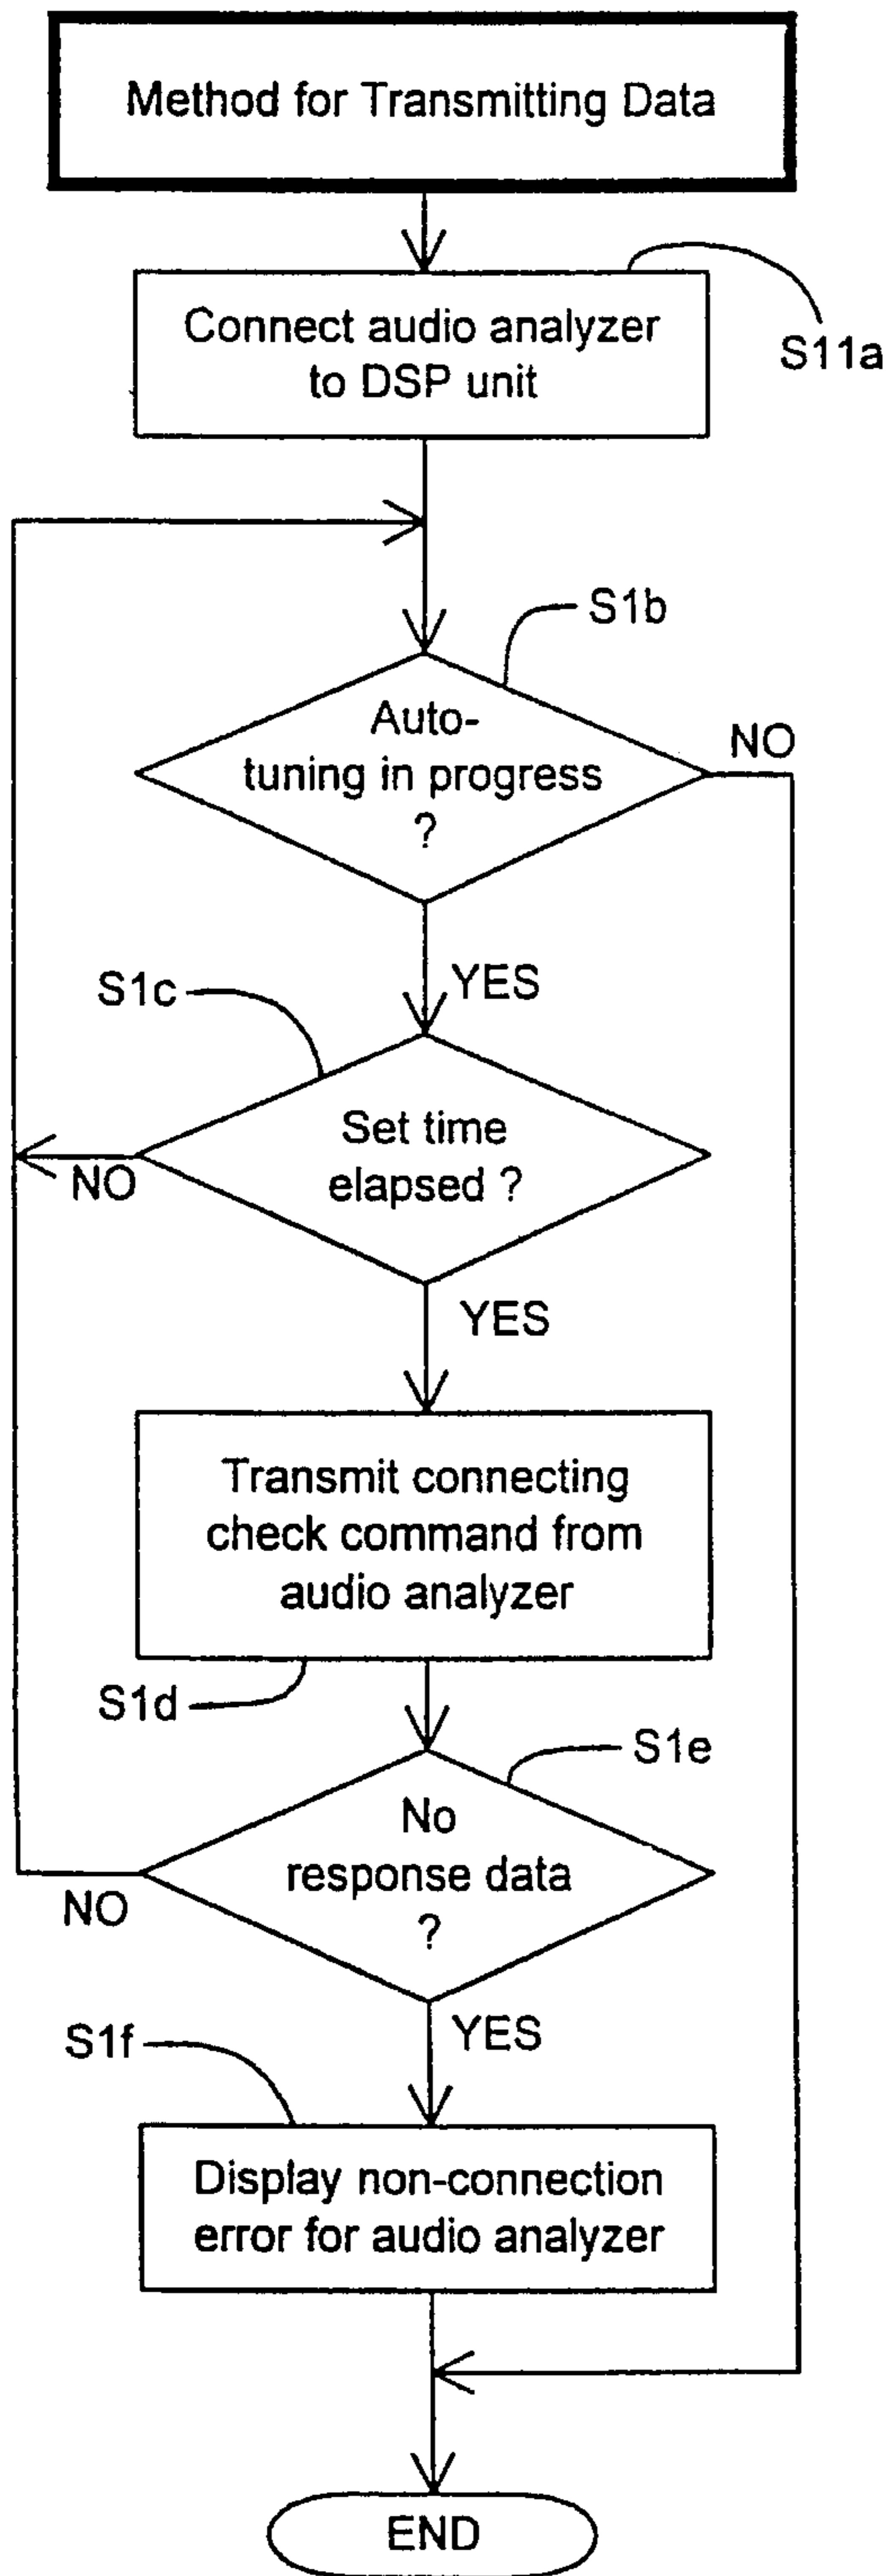 Method for Transmitting Data
Connect audio analyzer
to DSP unit
S11a
S1b
Auto-
tuning in progress
?
NO
YES
S1c
Set time
elapsed ?
NO
YES
Transmit connecting
check command from
audio analyzer
S1d
S1e
No
response data
?
NO
YES
S1f
Display non-connection
error for audio analyzer
END